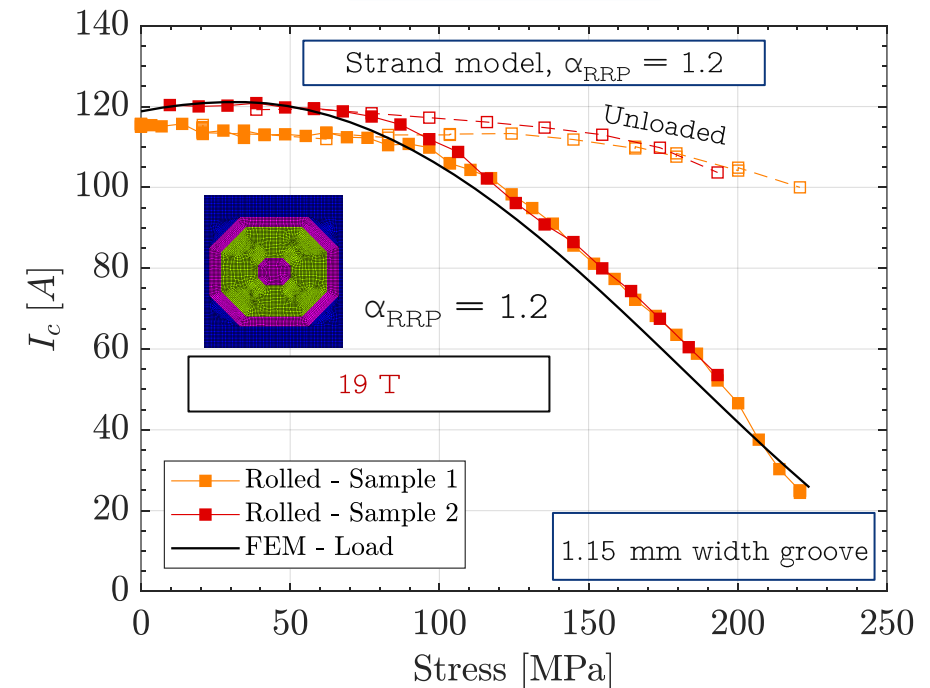 140
120
100
80
60
40
20
0
I_c [A]
Strand model, α_RRP = 1.2
Unloaded
α_RRP = 1.2
19 T
Rolled - Sample 1
Rolled - Sample 2
FEM - Load
1.15 mm width groove
0 50 100 150 200 250
Stress [MPa]